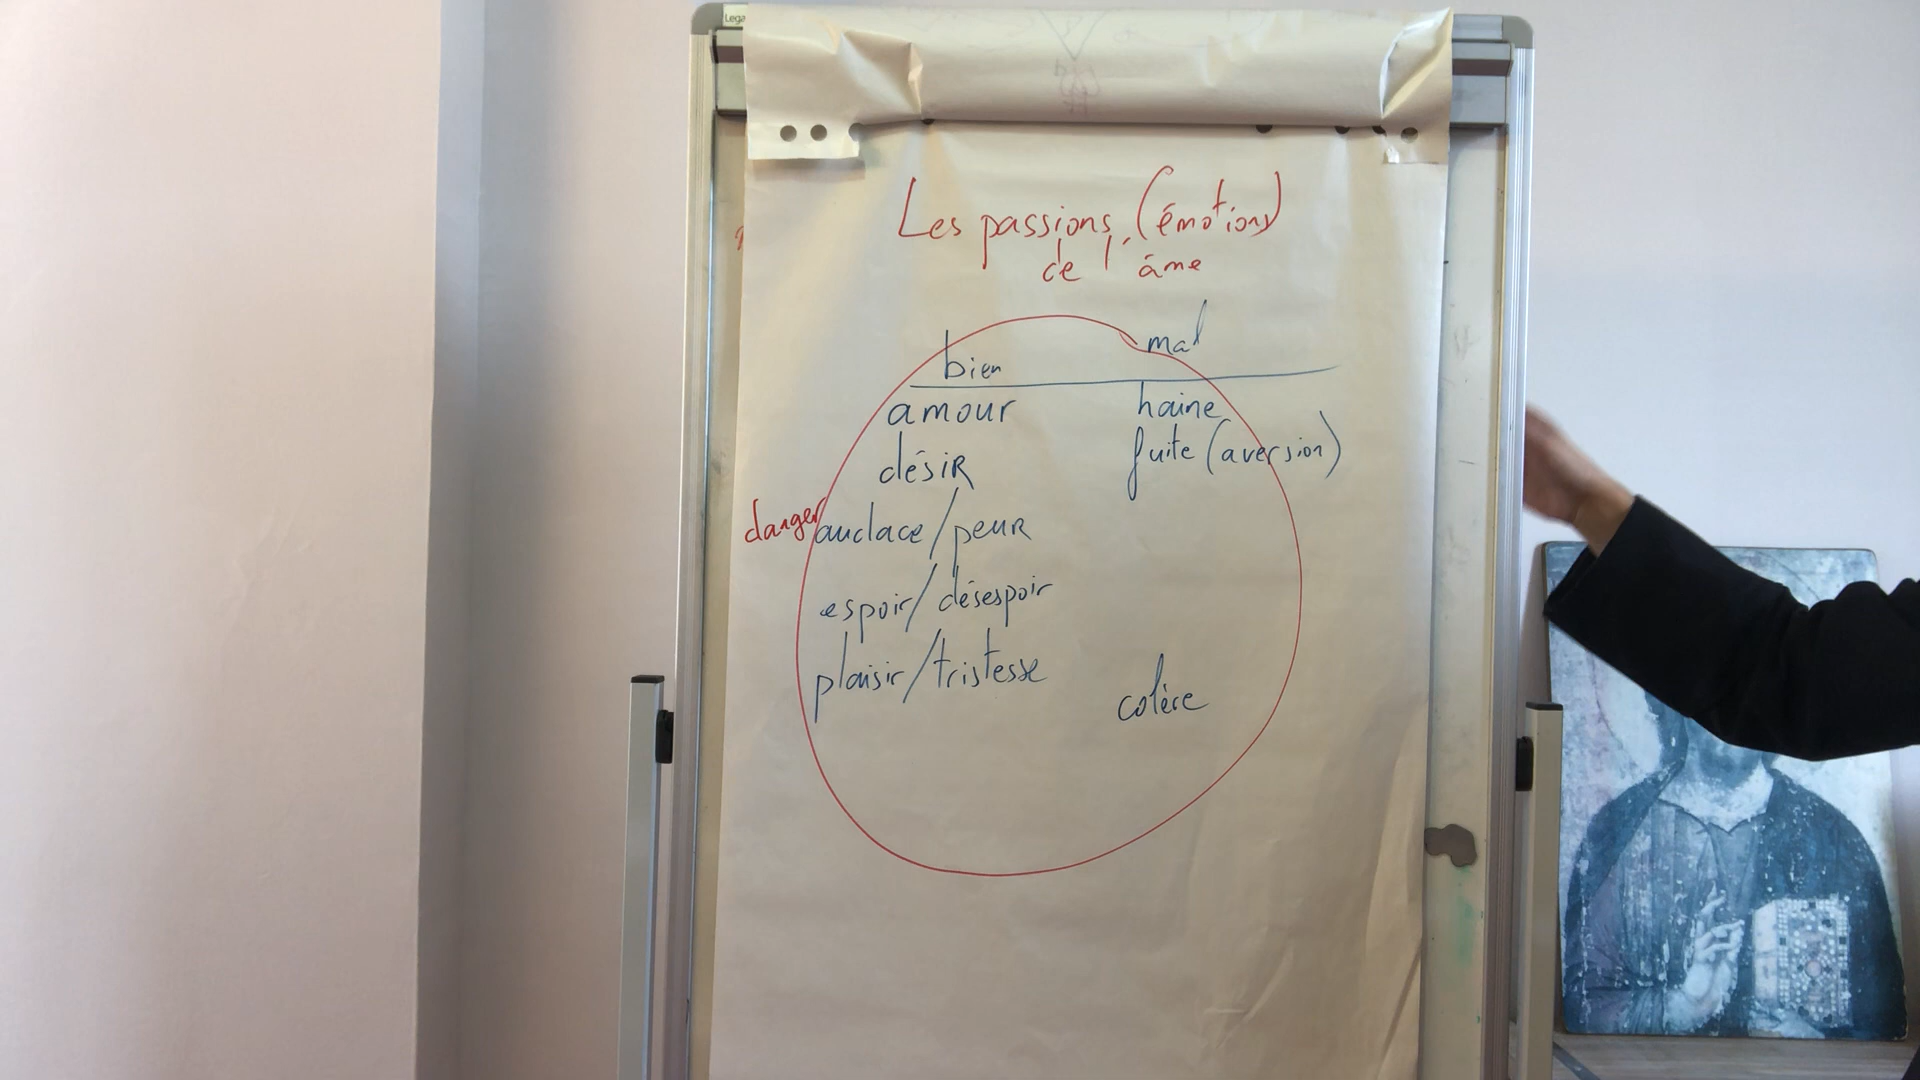 Lega
Les passions (émotions)
de l'âme
bien mal
amour haine
désiR fuite (aversion)
danger audace / peuR
espoir / désespoir
plaisir / tristesse
colère